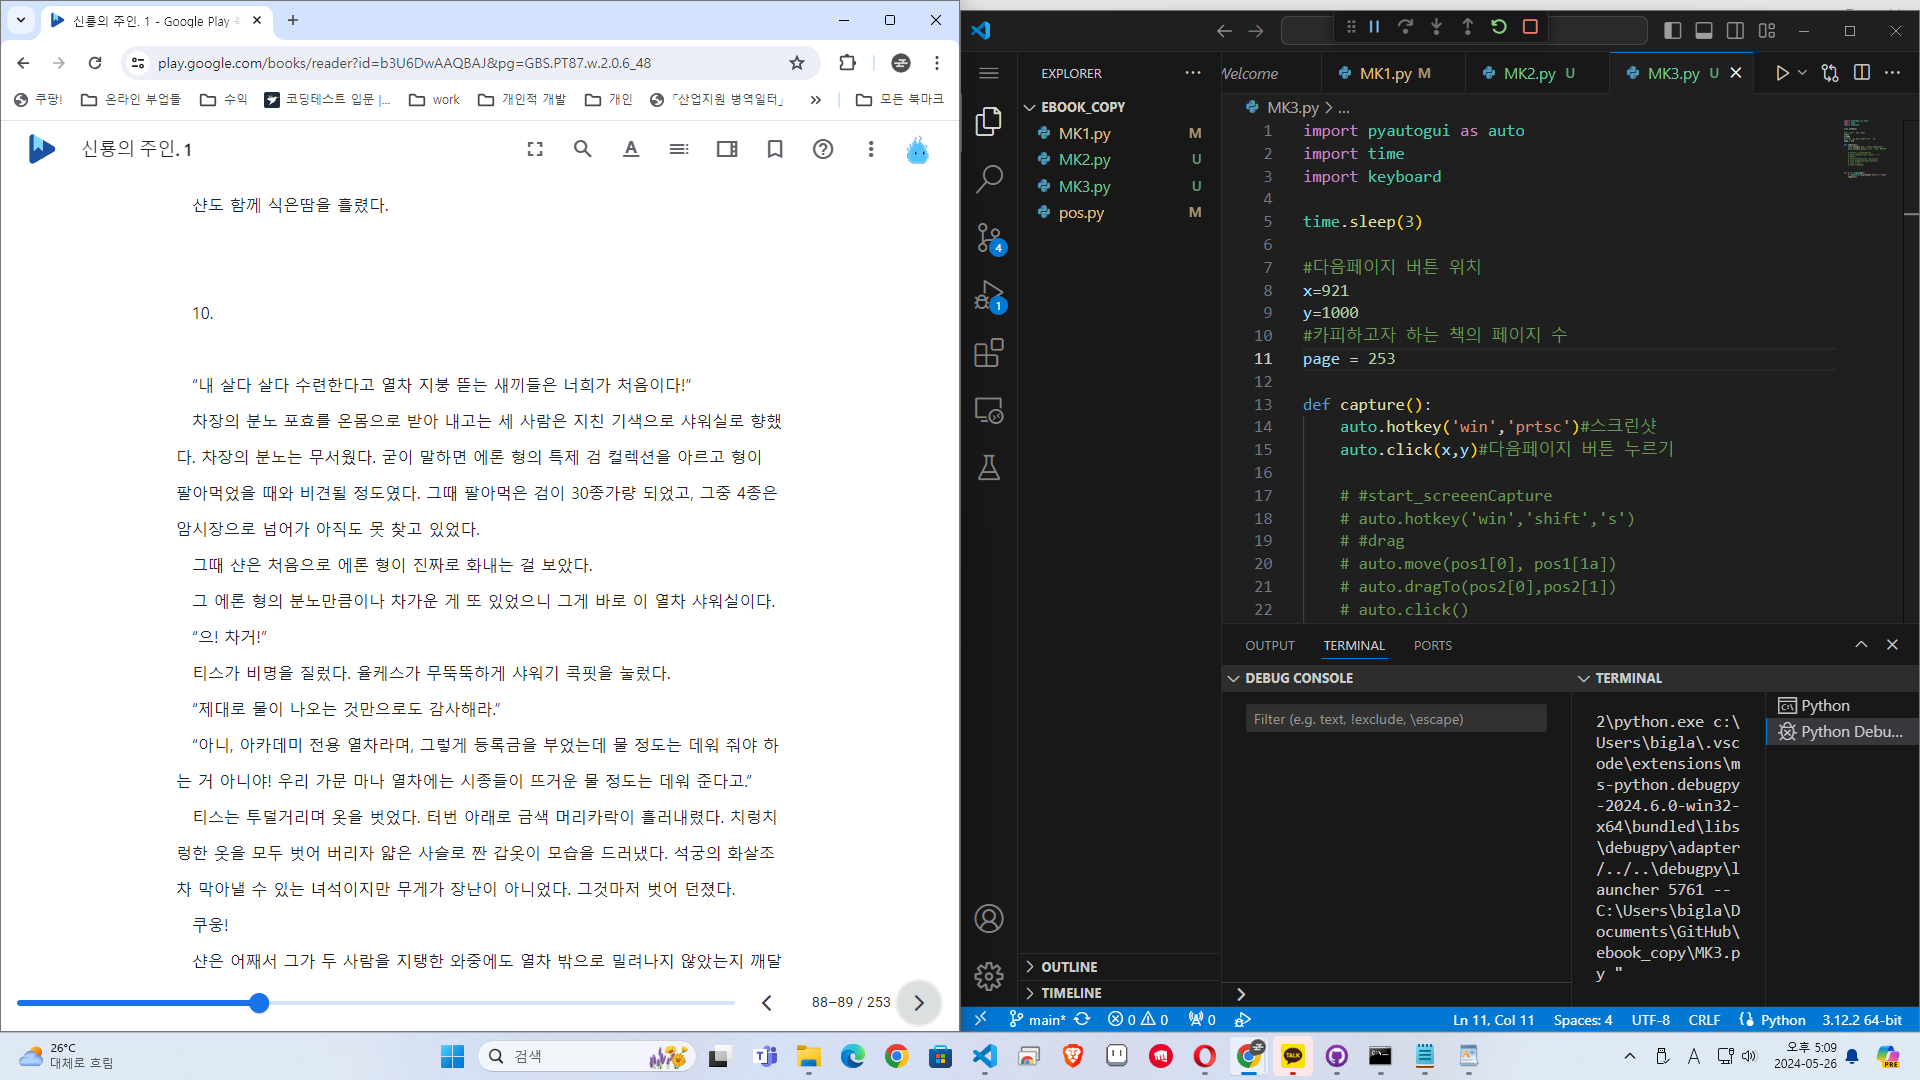 신룡의 주인. 1 - Google Play
play.google.com/books/reader?id=b3U6DwAAQBAJ&pg=GBS.PT87.w.2.0.6_48
쿠팡!
온라인 부업들
수익
코딩테스트 입문 |...
work
개인적 개발
개인
「산업지원 병역일터」
»
모든 북마크
신룡의 주인. 1
샨도 함께 식은땀을 흘렸다.
10.
“내 살다 살다 수련한다고 열차 지붕 뜯는 새끼들은 너희가 처음이다!”
차장의 분노 포효를 온몸으로 받아 내고는 세 사람은 지친 기색으로 샤워실로 향했
다. 차장의 분노는 무서웠다. 굳이 말하면 에론 형의 특제 검 컬렉션을 아르고 형이
팔아먹었을 때와 비견될 정도였다. 그때 팔아먹은 검이 30종가량 되었고, 그중 4종은
암시장으로 넘어가 아직도 못 찾고 있었다.
그때 샨은 처음으로 에론 형이 진짜로 화내는 걸 보았다.
그 에론 형의 분노만큼이나 차가운 게 또 있었으니 그게 바로 이 열차 샤워실이다.
“으! 차거!”
티스가 비명을 질렀다. 율케스가 무뚝뚝하게 샤워기 콕핏을 눌렀다.
“제대로 물이 나오는 것만으로도 감사해라.”
“아니, 아카데미 전용 열차라며, 그렇게 등록금을 부었는데 물 정도는 데워 줘야 하
는 거 아니야! 우리 가문 마나 열차에는 시종들이 뜨거운 물 정도는 데워 준다고.”
티스는 투덜거리며 옷을 벗었다. 터번 아래로 금색 머리카락이 흘러내렸다. 치렁치
렁한 옷을 모두 벗어 버리자 얇은 사슬로 짠 갑옷이 모습을 드러냈다. 석궁의 화살조
차 막아낼 수 있는 녀석이지만 무게가 장난이 아니었다. 그것마저 벗어 던졌다.
쿠웅!
샨은 어째서 그가 두 사람을 지탱한 와중에도 열차 밖으로 밀려나지 않았는지 깨달
88–89 / 253
Welcome
MK1.py M
MK2.py U
MK3.py U
EXPLORER
EBOOK_COPY
MK1.py M
MK2.py U
MK3.py U
pos.py M
4
1
OUTLINE
TIMELINE
MK3.py > ...
1 import pyautogui as auto
2 import time
3 import keyboard
4
5 time.sleep(3)
6
7 #다음페이지 버튼 위치
8 x=921
9 y=1000
10 #카피하고자 하는 책의 페이지 수
11 page = 253
12
13 def capture():
14 auto.hotkey('win','prtsc')#스크린샷
15 auto.click(x,y)#다음페이지 버튼 누르기
16
17 # #start_screeenCapture
18 # auto.hotkey('win','shift','s')
19 # #drag
20 # auto.move(pos1[0], pos1[1a])
21 # auto.dragTo(pos2[0],pos2[1])
22 # auto.click()
OUTPUT TERMINAL PORTS
DEBUG CONSOLE
Filter (e.g. text, !exclude, \escape)
TERMINAL
2\python.exe c:\
Users\bigla\.vsc
ode\extensions\m
s-python.debugpy
-2024.6.0-win32-
x64\bundled\libs
\debugpy\adapter
/../..\debugpy\l
auncher 5761 --
C:\Users\bigla\D
ocuments\GitHub\
ebook_copy\MK3.p
y "
Python
Python Debu...
main* 0 0 0
Ln 11, Col 11 Spaces: 4 UTF-8 CRLF Python 3.12.2 64-bit
26°C
대체로 흐림
검색
TALK
A
오후 5:09
2024-05-26
PRE